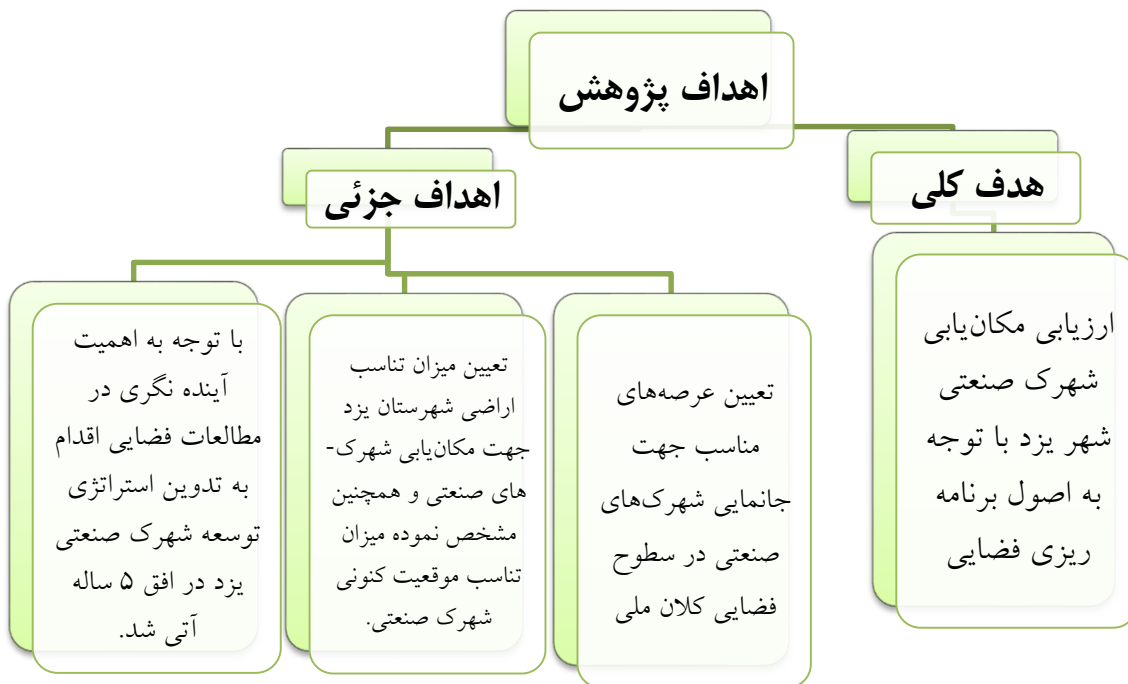 اهداف پژوهش
هدف کلی
ارزیابی مکان‌یابی
شهرک صنعتی
شهر یزد با توجه
به اصول برنامه
ریزی فضایی
اهداف جزئی
تعیین عرصه‌های
مناسب جهت
جانمایی شهرک‌های
صنعتی در سطوح
فضایی کلان ملی
تعیین میزان تناسب
اراضی شهرستان یزد
جهت مکان‌یابی شهرک-
های صنعتی و همچنین
مشخص نموده میزان
تناسب موقعیت کنونی
شهرک صنعتی.
با توجه به اهمیت
آینده نگری در
مطالعات فضایی اقدام
به تدوین استراتژی
توسعه شهرک صنعتی
یزد در افق ۵ ساله
آتی شد.